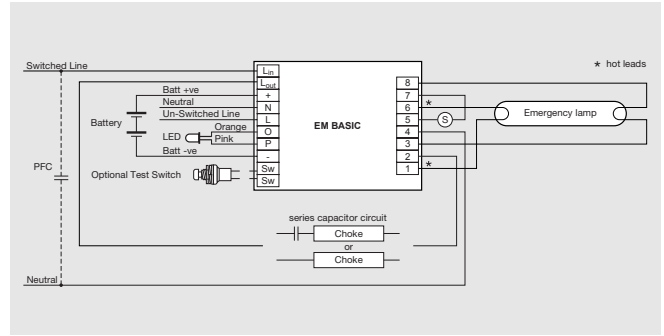 Switched Line
* hot leads
Lin
Lout
Batt +ve
+
Neutral
N
Un-Switched Line
L
Battery
Orange
O
LED
Pink
P
Batt -ve
-
PFC
Optional Test Switch
Sw
Sw
EM BASIC
8
7
* 6
5
4
3
2
1 *
S
Emergency lamp
series capacitor circuit
Choke
or
Choke
Neutral